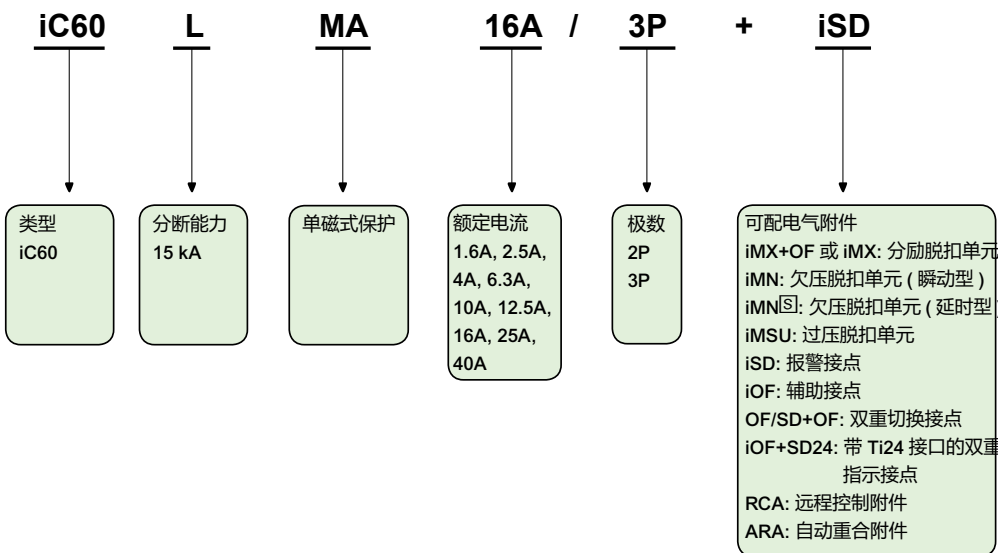 iC60 L MA 16A / 3P + iSD
类型
iC60
分断能力
15 kA
单磁式保护
额定电流
1.6A, 2.5A,
4A, 6.3A,
10A, 12.5A,
16A, 25A,
40A
极数
2P
3P
可配电气附件
iMX+OF 或 iMX: 分励脱扣单元
iMN: 欠压脱扣单元 ( 瞬动型 )
iMN🅂: 欠压脱扣单元 ( 延时型 )
iMSU: 过压脱扣单元
iSD: 报警接点
iOF: 辅助接点
OF/SD+OF: 双重切换接点
iOF+SD24: 带 Ti24 接口的双重
指示接点
RCA: 远程控制附件
ARA: 自动重合附件